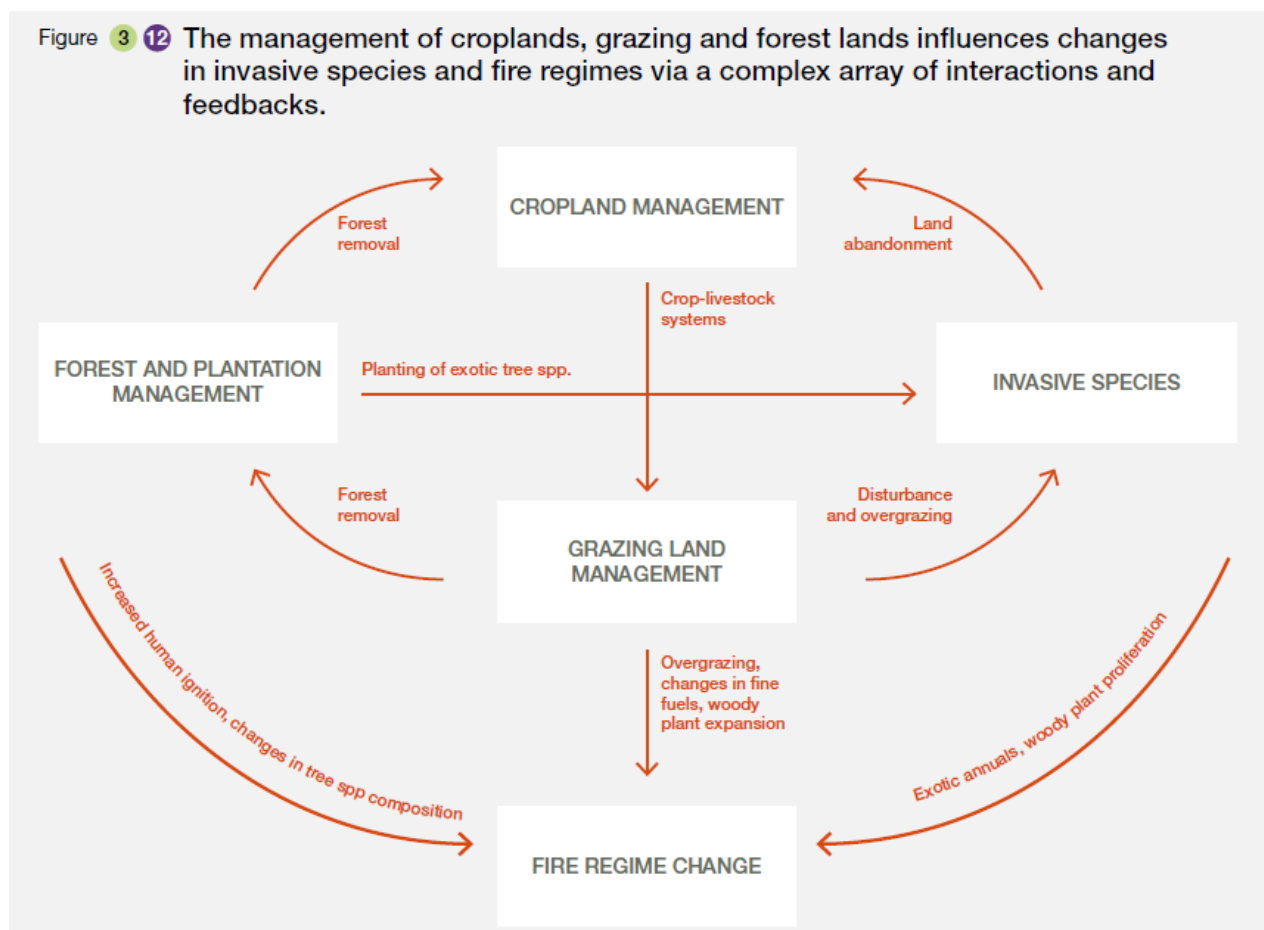 Figure 3 12 The management of croplands, grazing and forest lands influences changes
in invasive species and fire regimes via a complex array of interactions and
feedbacks.
CROPLAND MANAGEMENT
Forest
removal
Land
abandonment
Crop-livestock
systems
FOREST AND PLANTATION
MANAGEMENT
Planting of exotic tree spp.
INVASIVE SPECIES
Forest
removal
Disturbance
and overgrazing
GRAZING LAND
MANAGEMENT
Increased human ignition, changes in tree spp composition
Overgrazing,
changes in fine
fuels, woody
plant expansion
Exotic annuals, woody plant proliferation
FIRE REGIME CHANGE